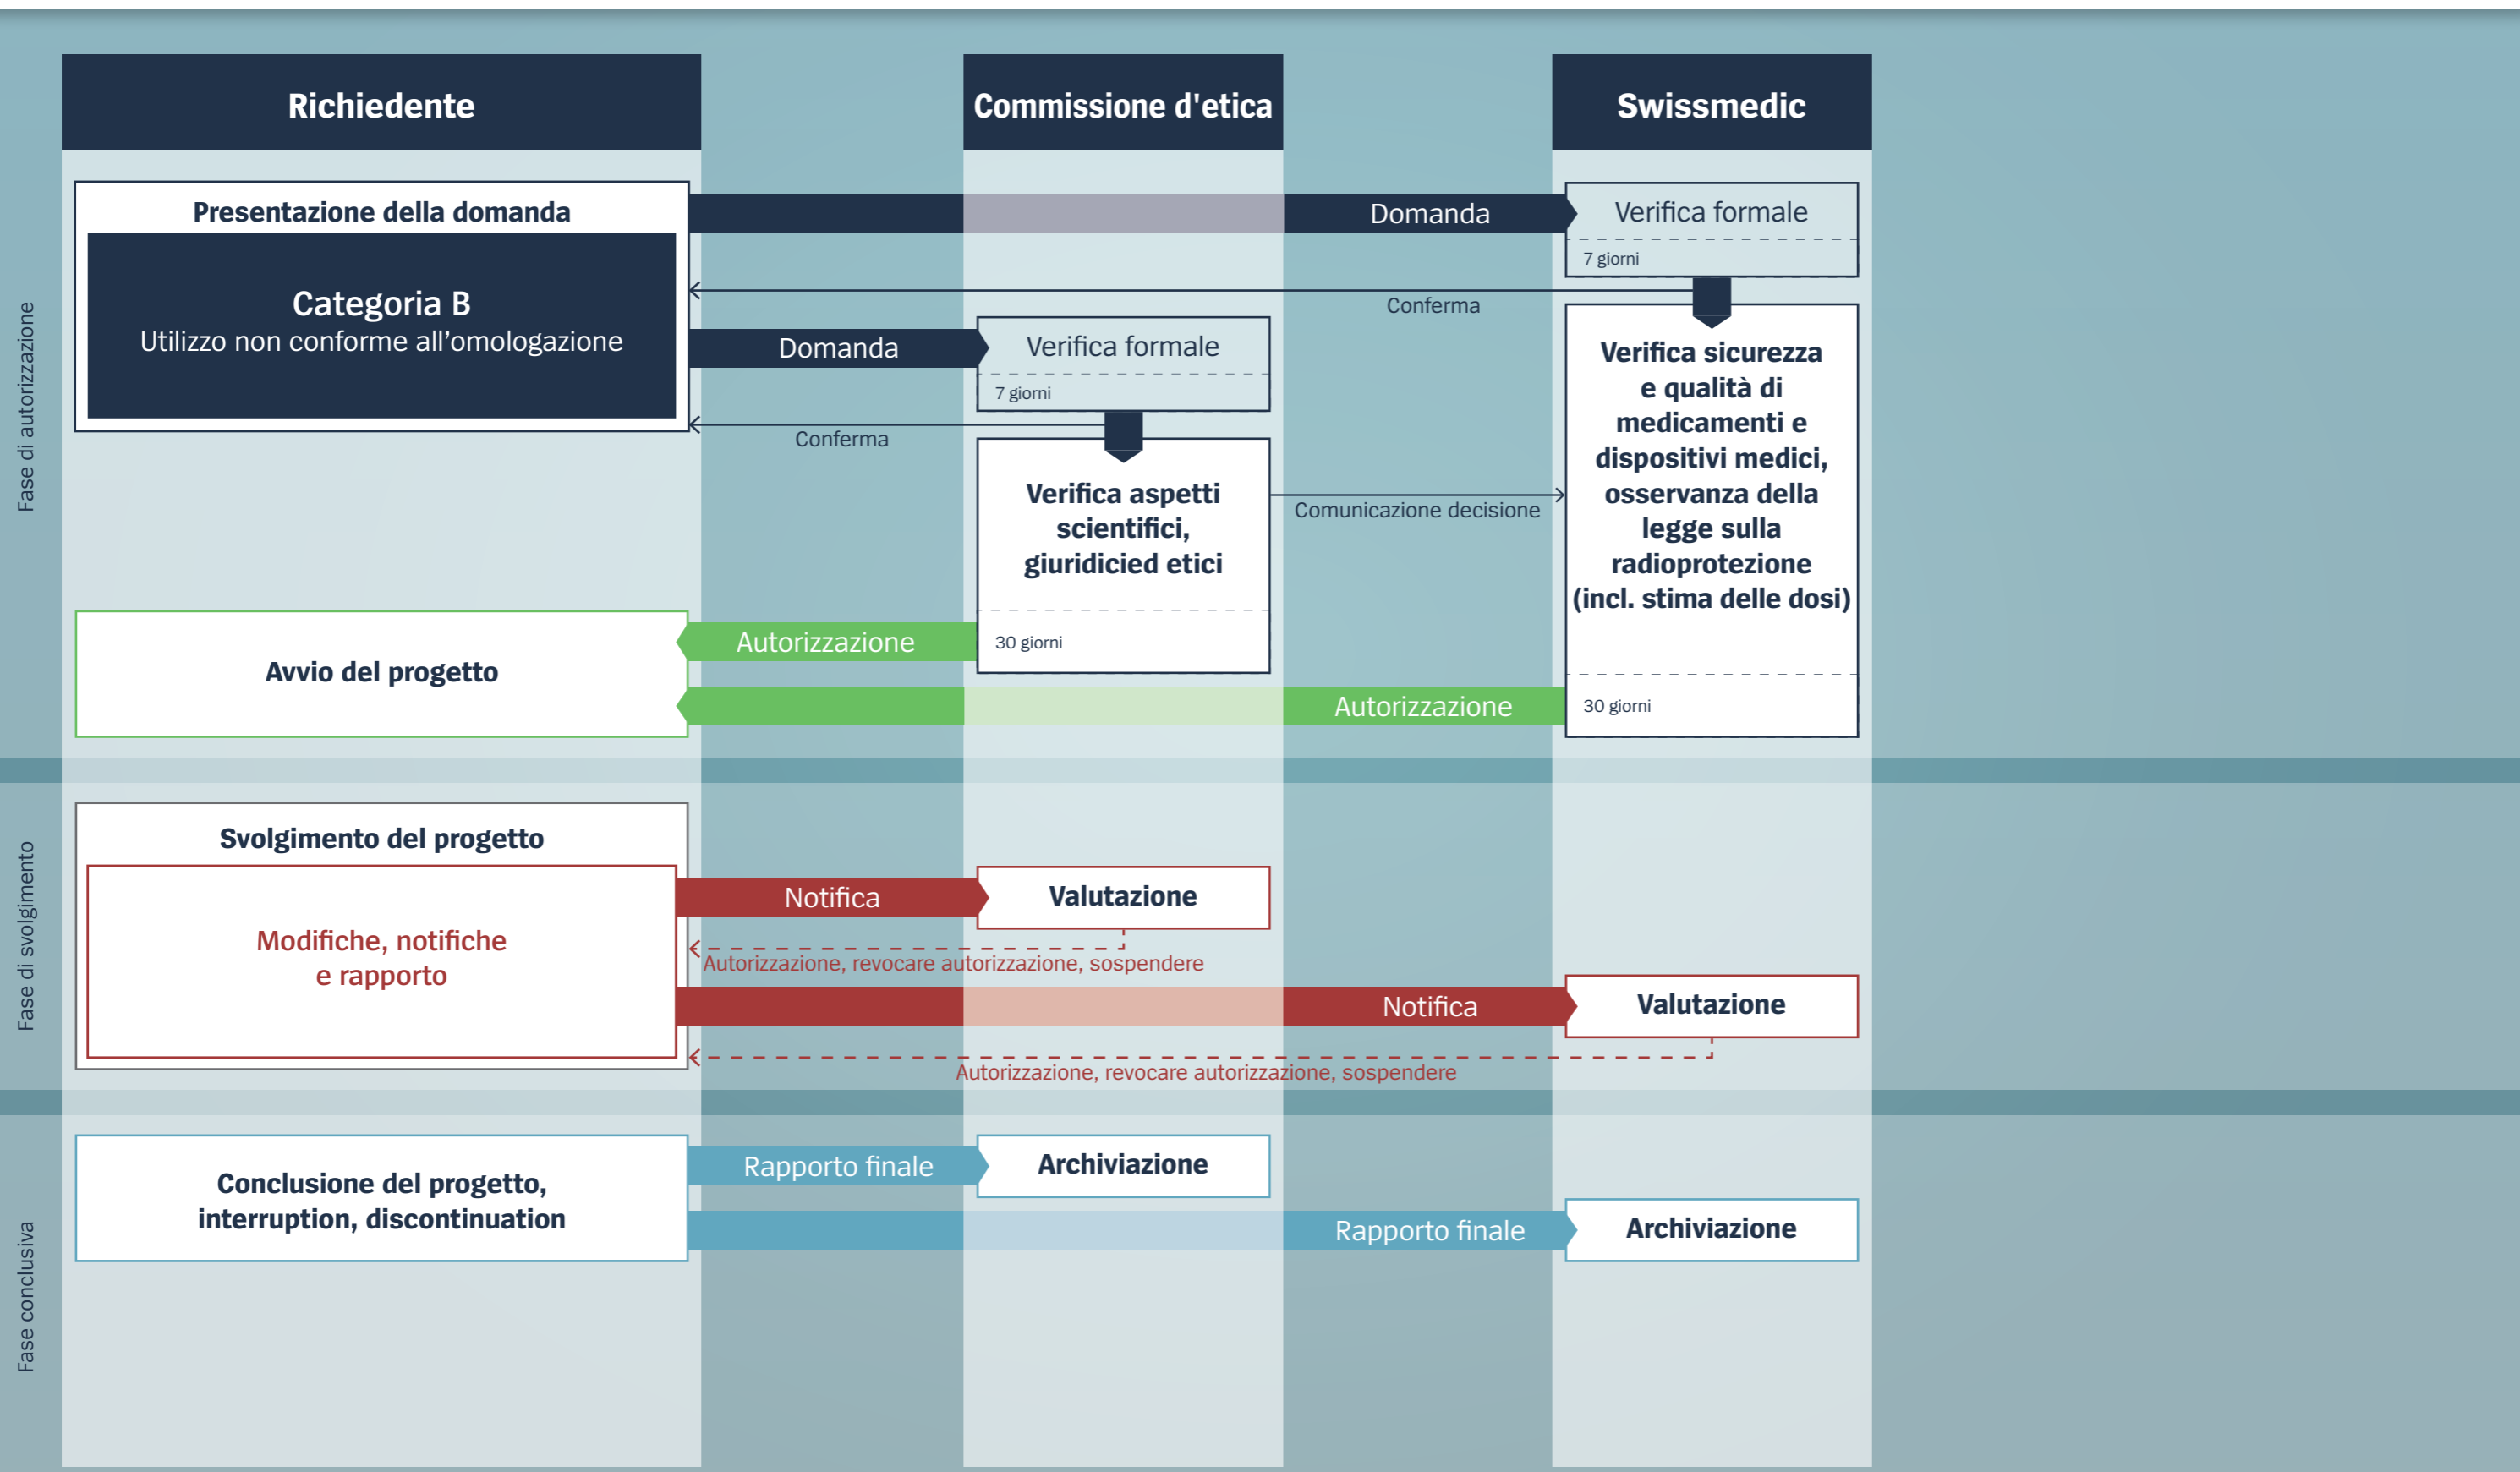 Richiedente
Commissione d'etica
Swissmedic
Fase di autorizzazione
Presentazione della domanda
Domanda
Verifica formale
7 giorni
Conferma
Categoria B
Utilizzo non conforme all’omologazione
Domanda
Verifica formale
7 giorni
Conferma
Verifica sicurezza
e qualità di
medicamenti e
dispositivi medici,
osservanza della
legge sulla
radioprotezione
(incl. stima delle dosi)
30 giorni
Verifica aspetti
scientifici,
giuridicied etici
30 giorni
Comunicazione decisione
Autorizzazione
Avvio del progetto
Autorizzazione
Fase di svolgimento
Svolgimento del progetto
Modifiche, notifiche
e rapporto
Notifica
Valutazione
Autorizzazione, revocare autorizzazione, sospendere
Notifica
Valutazione
Autorizzazione, revocare autorizzazione, sospendere
Fase conclusiva
Conclusione del progetto,
interruption, discontinuation
Rapporto finale
Archiviazione
Rapporto finale
Archiviazione